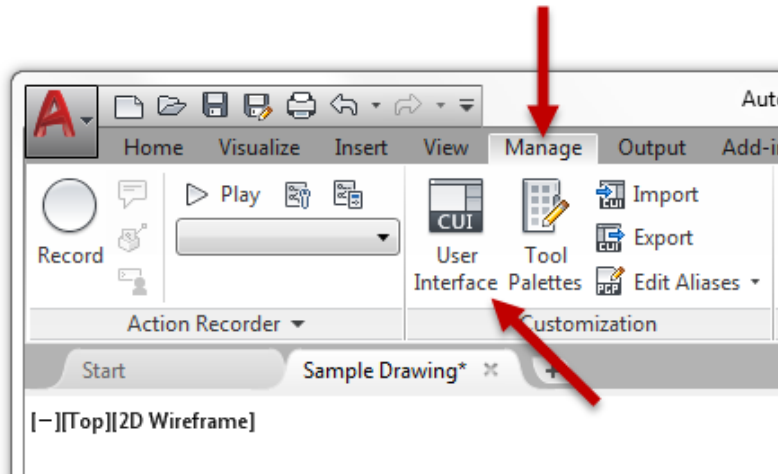 Aut
Home Visualize Insert View Manage Output Add-i
Play Import
CUI
Record User Interface Tool Palettes Export
Edit Aliases
Action Recorder Customization
Start Sample Drawing* +
[−][Top][2D Wireframe]